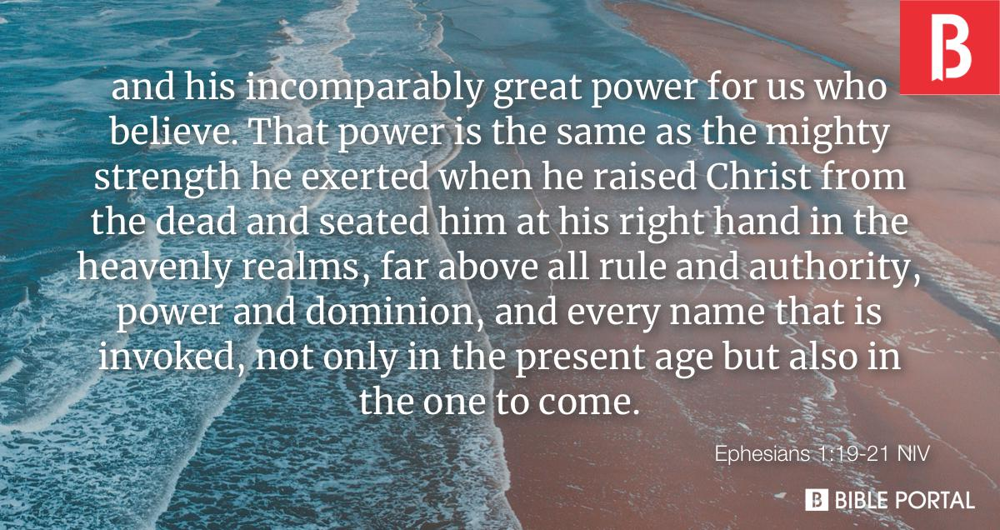 B
and his incomparably great power for us who
believe. That power is the same as the mighty
strength he exerted when he raised Christ from
the dead and seated him at his right hand in the
heavenly realms, far above all rule and authority,
power and dominion, and every name that is
invoked, not only in the present age but also in
the one to come.
Ephesians 1:19-21 NIV
B BIBLE PORTAL